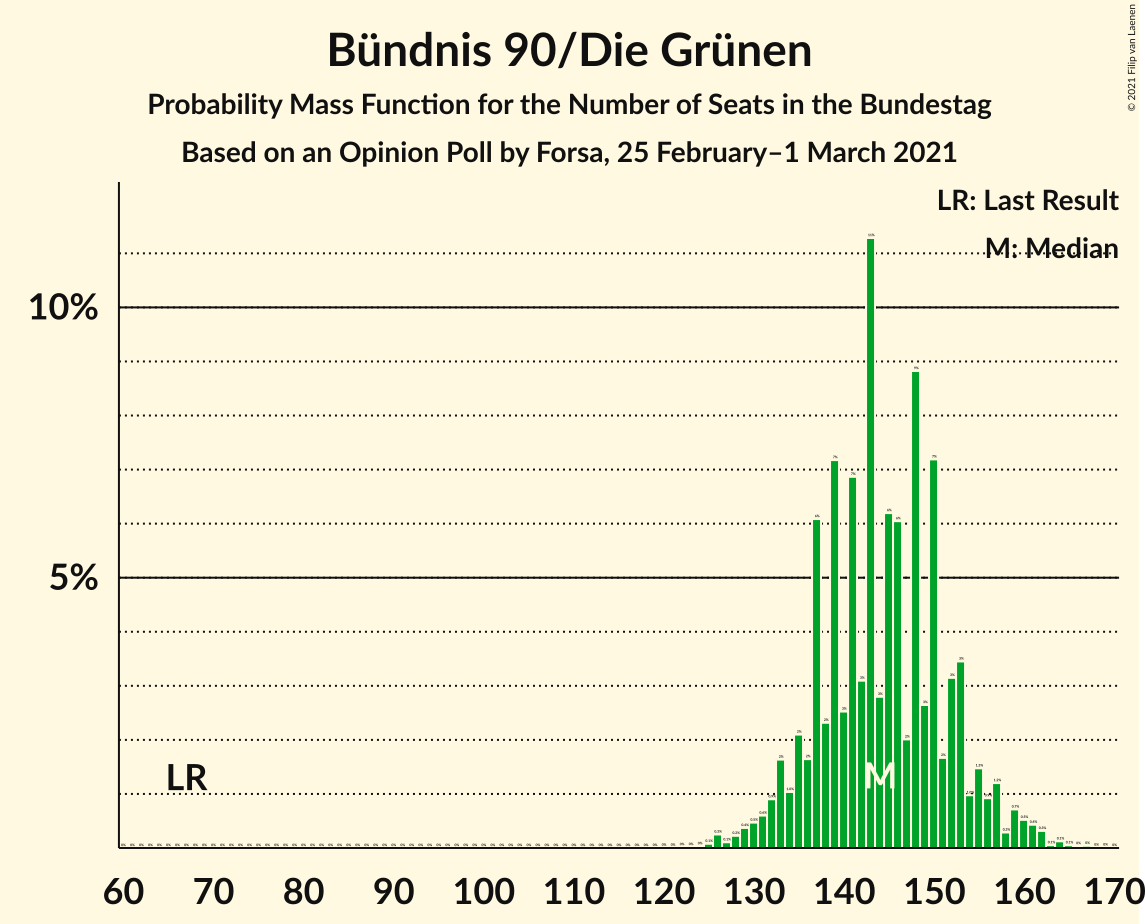 Bündnis 90/Die Grünen
Probability Mass Function for the Number of Seats in the Bundestag
Based on an Opinion Poll by Forsa, 25 February–1 March 2021
© 2021 Filip van Laenen
LR: Last Result
M: Median
10%
5%
LR
M
60 70 80 90 100 110 120 130 140 150 160 170